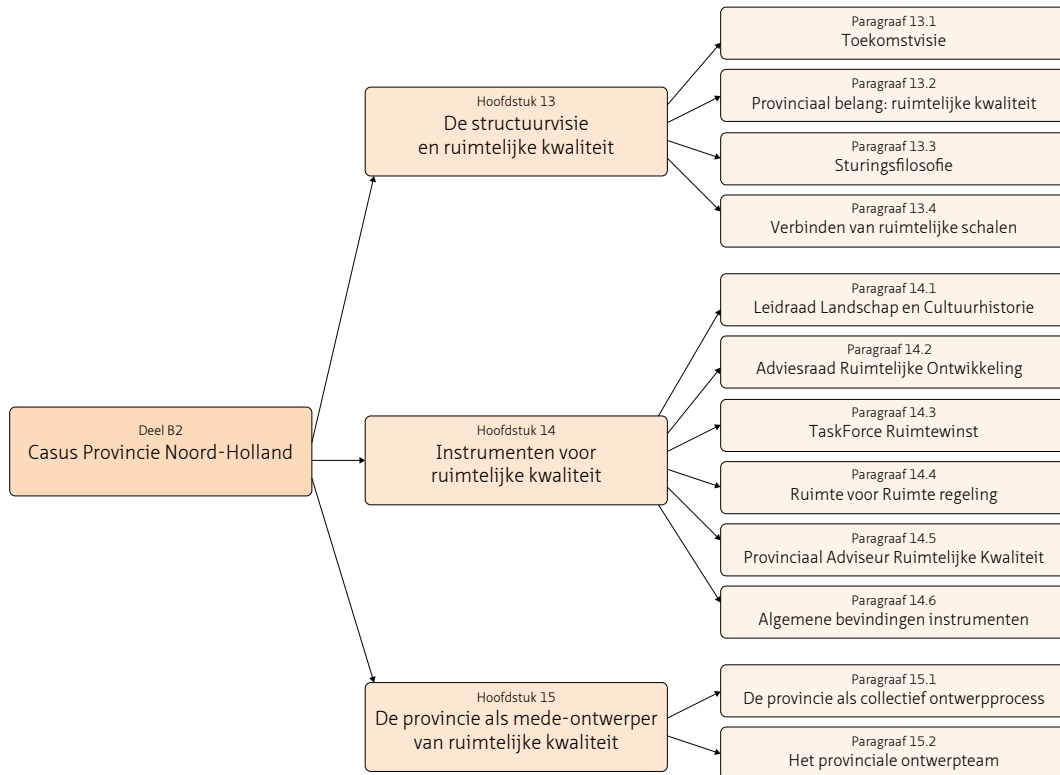 Deel B2
Casus Provincie Noord-Holland
Hoofdstuk 13
De structuurvisie
en ruimtelijke kwaliteit
Paragraaf 13.1
Toekomstvisie
Paragraaf 13.2
Provinciaal belang: ruimtelijke kwaliteit
Paragraaf 13.3
Sturingsfilosofie
Paragraaf 13.4
Verbinden van ruimtelijke schalen
Hoofdstuk 14
Instrumenten voor
ruimtelijke kwaliteit
Paragraaf 14.1
Leidraad Landschap en Cultuurhistorie
Paragraaf 14.2
Adviesraad Ruimtelijke Ontwikkeling
Paragraaf 14.3
TaskForce Ruimtewinst
Paragraaf 14.4
Ruimte voor Ruimte regeling
Paragraaf 14.5
Provinciaal Adviseur Ruimtelijke Kwaliteit
Paragraaf 14.6
Algemene bevindingen instrumenten
Hoofdstuk 15
De provincie als mede-ontwerper
van ruimtelijke kwaliteit
Paragraaf 15.1
De provincie als collectief ontwerpprocess
Paragraaf 15.2
Het provinciale ontwerpteam